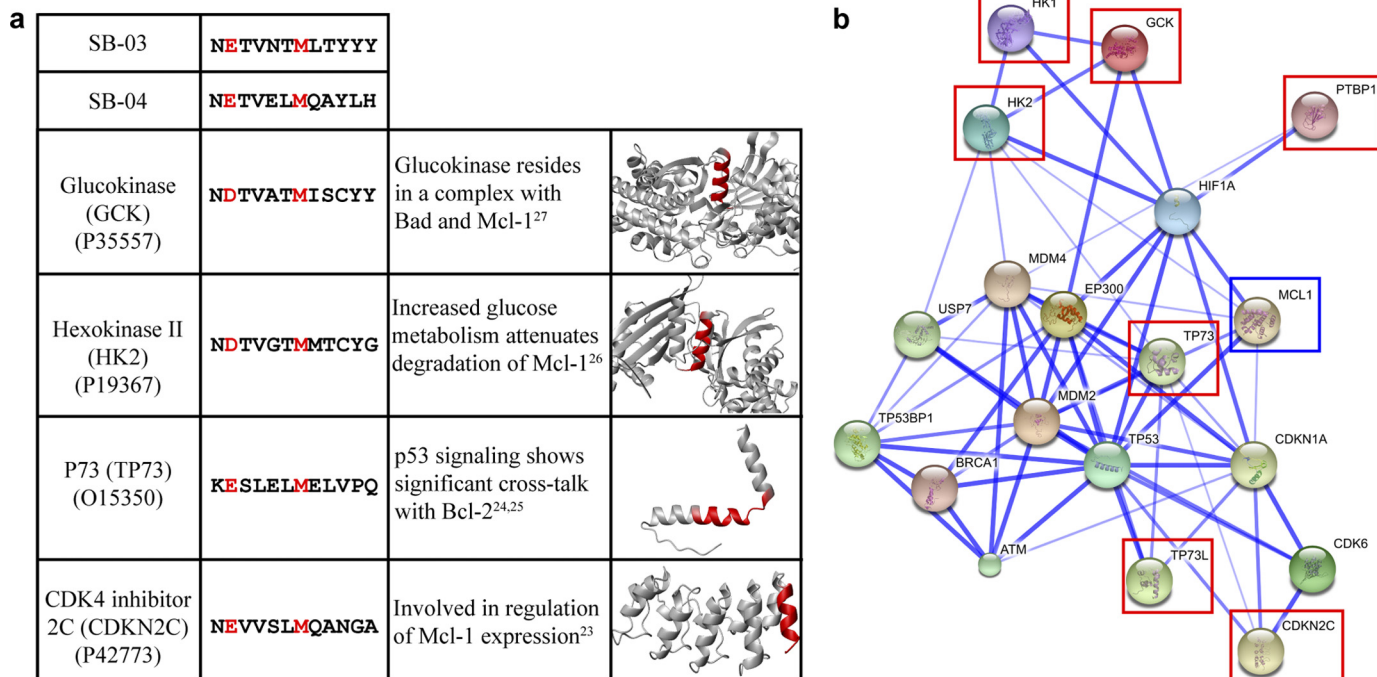 a
SB-03
NETVNTMLTYYY
SB-04
NETVELMQAYLH
Glucokinase
(GCK)
(P35557)
NDTVATMISCYY
Glucokinase resides
in a complex with
Bad and Mcl-127
Hexokinase II
(HK2)
(P19367)
NDTVGTMMTCYG
Increased glucose
metabolism attenuates
degradation of Mcl-126
P73 (TP73)
(O15350)
KESLELMELVPQ
p53 signaling shows
significant cross-talk
with Bcl-224,25
CDK4 inhibitor
2C (CDKN2C)
(P42773)
NEVVSLMQANGA
Involved in regulation
of Mcl-1 expression23
b
HK1
GCK
PTBP1
HK2
HIF1A
MDM4
EP300
MCL1
USP7
TP73
MDM2
TP53BP1
TP53
CDKN1A
BRCA1
ATM
TP73L
CDK6
CDKN2C